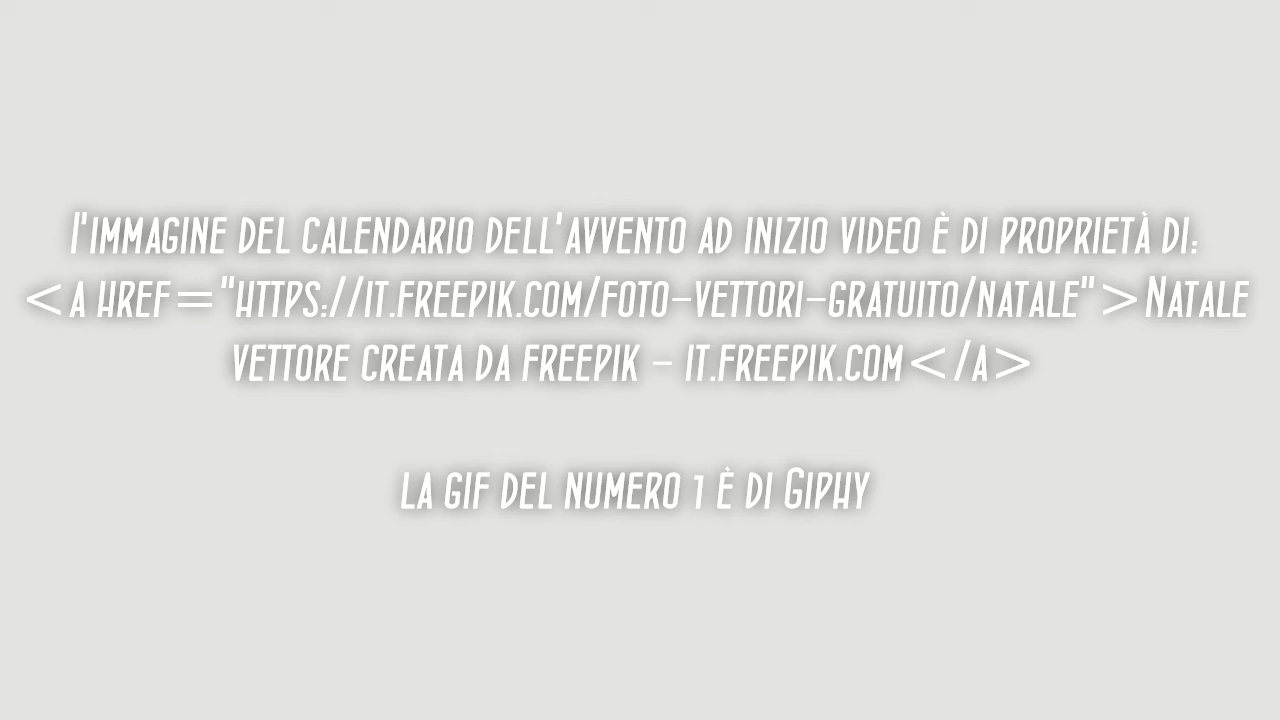 l'immagine del calendario dell'avvento ad inizio video è di proprietà di:
<a href="https://it.freepik.com/foto-vettori-gratuito/natale">Natale
vettore creata da freepik - it.freepik.com</a>
la gif del numero 1 è di Giphy